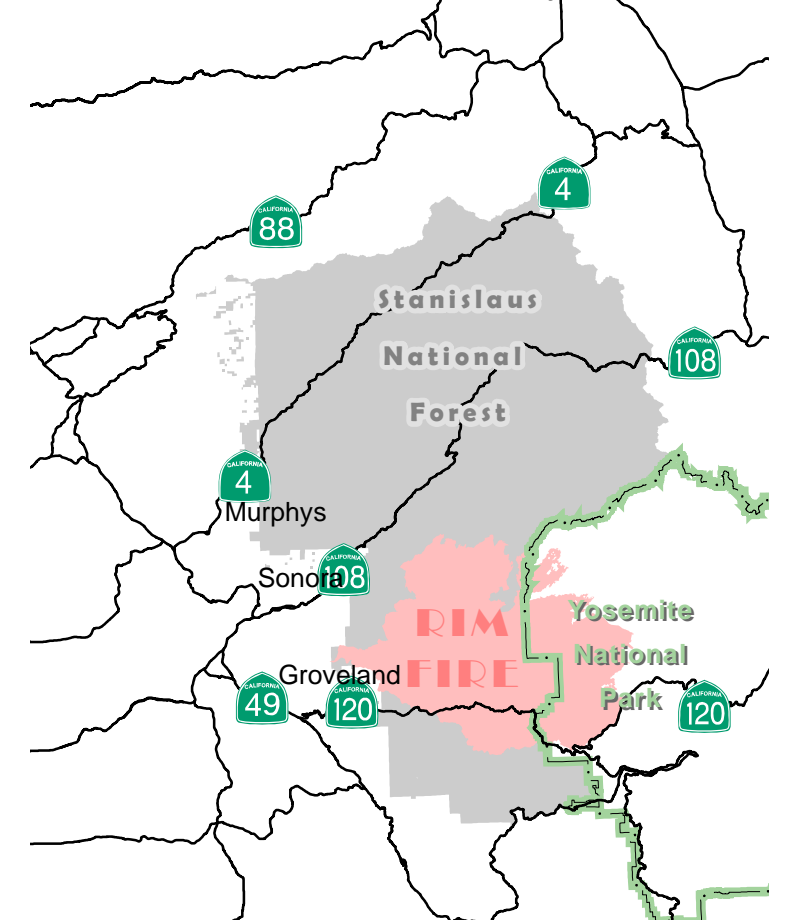 CALIFORNIA
4
CALIFORNIA
88
Stanislaus
National
Forest
CALIFORNIA
108
CALIFORNIA
4
Murphys
CALIFORNIA
108
Sonora
RIM
FIRE
Yosemite
National
Park
Groveland
CALIFORNIA
49
CALIFORNIA
120
CALIFORNIA
120